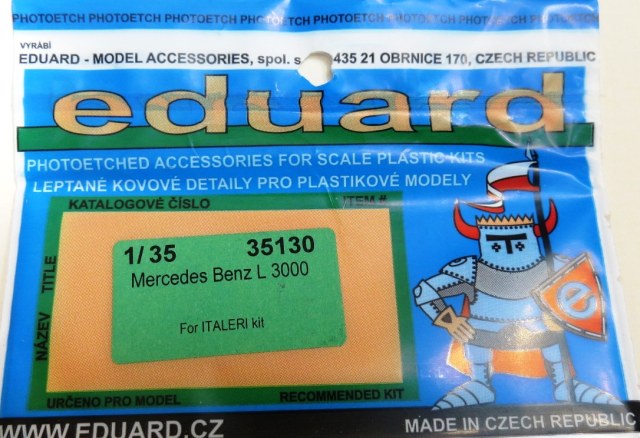 PHOTOETCH PHOTOETCH PHOTOETCH PHOTOETCH PHOTOETCH PHOTOETCH PHOTOETCH PHOTOETCH
VYRÁBÍ
EDUARD - MODEL ACCESSORIES, spol. s 435 21 OBRNICE 170, CZECH REPUBLIC
eduard
PHOTOETCHED ACCESSORIES FOR SCALE PLASTIC KITS
LEPTANÉ KOVOVÉ DETAILY PRO PLASTIKOVÉ MODELY
KATALOGOVÉ ČÍSLO ITEM #
NÁZEV TITLE
1/35 35130
Mercedes Benz L 3000
For ITALERI kit
e
URČENO PRO MODEL RECOMMENDED KIT
WWW.EDUARD.CZ MADE IN CZECH REPUBLIC